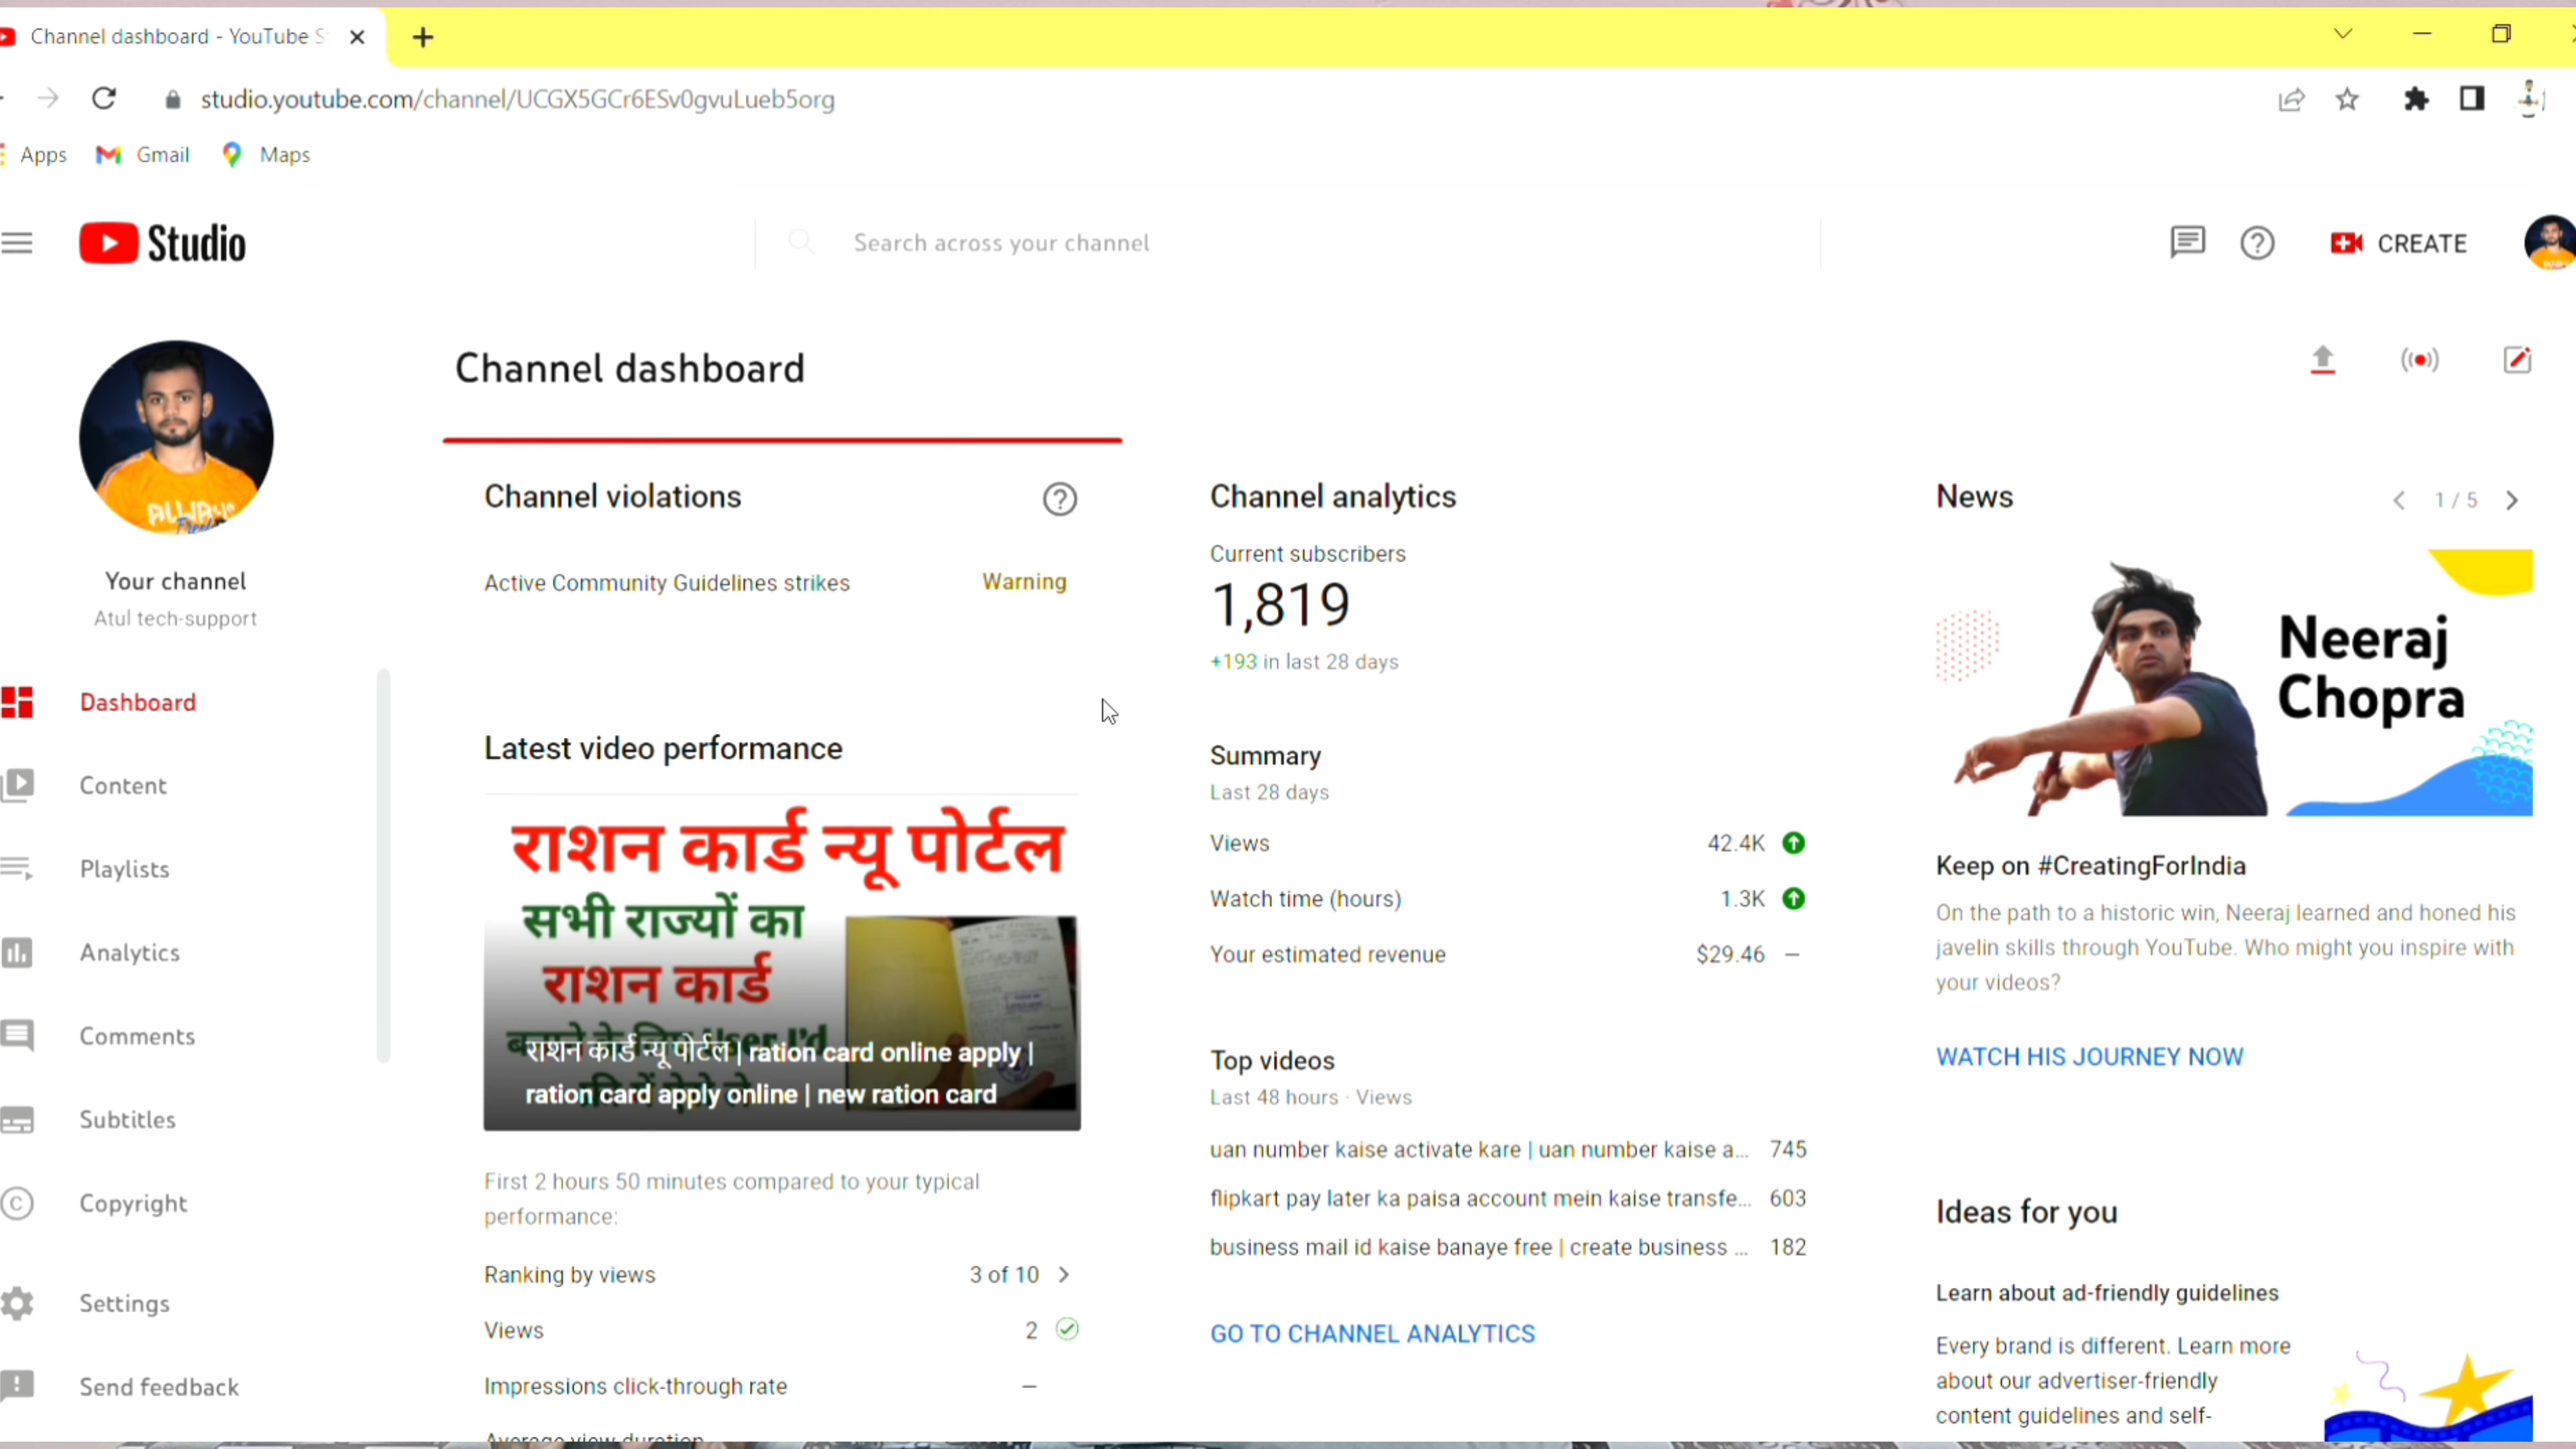 Channel dashboard - YouTube S
studio.youtube.com/channel/UCGX5GCr6ESv0gvuLueb5org
Apps
Gmail
Maps
Studio
Search across your channel
CREATE
Your channel
Atul tech-support
Dashboard
Content
Playlists
Analytics
Comments
Subtitles
Copyright
Settings
Send feedback
Channel dashboard
Channel violations
Active Community Guidelines strikes Warning
Latest video performance
राशन कार्ड न्यू पोर्टल
सभी राज्यों का
राशन कार्ड
राशन कार्ड न्यू पोर्टल | ration card online apply |
ration card apply online | new ration card
First 2 hours 50 minutes compared to your typical
performance:
Ranking by views 3 of 10
Views 2
Impressions click-through rate —
Average view duration
Channel analytics
Current subscribers
1,819
+193 in last 28 days
Summary
Last 28 days
Views 42.4K
Watch time (hours) 1.3K
Your estimated revenue $29.46 —
Top videos
Last 48 hours · Views
uan number kaise activate kare | uan number kaise a... 745
flipkart pay later ka paisa account mein kaise transfe... 603
business mail id kaise banaye free | create business ... 182
GO TO CHANNEL ANALYTICS
News
1 / 5
Neeraj
Chopra
Keep on #CreatingForIndia
On the path to a historic win, Neeraj learned and honed his
javelin skills through YouTube. Who might you inspire with
your videos?
WATCH HIS JOURNEY NOW
Ideas for you
Learn about ad-friendly guidelines
Every brand is different. Learn more
about our advertiser-friendly
content guidelines and self-